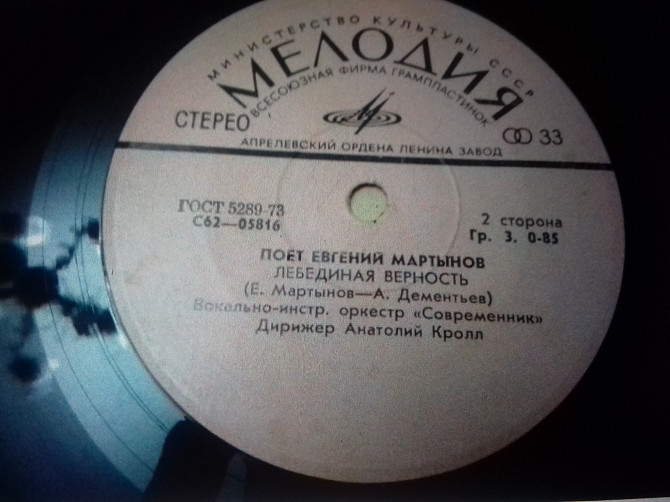 МИНИСТЕРСТВО КУЛЬТУРЫ СССР
МЕЛОДИЯ
ВСЕСОЮЗНАЯ ФИРМА ГРАМПЛАСТИНОК
СТЕРЕО
33
АПРЕЛЕВСКИЙ ОРДЕНА ЛЕНИНА ЗАВОД
ГОСТ 5289-73
С62—05816
2 сторона
Гр. 3. 0-85
ПОЕТ ЕВГЕНИЙ МАРТЫНОВ
ЛЕБЕДИНАЯ ВЕРНОСТЬ
(Е. Мартынов—А. Дементьев)
Вокально-инстр. оркестр «Современник»
Дирижер Анатолий Кролл